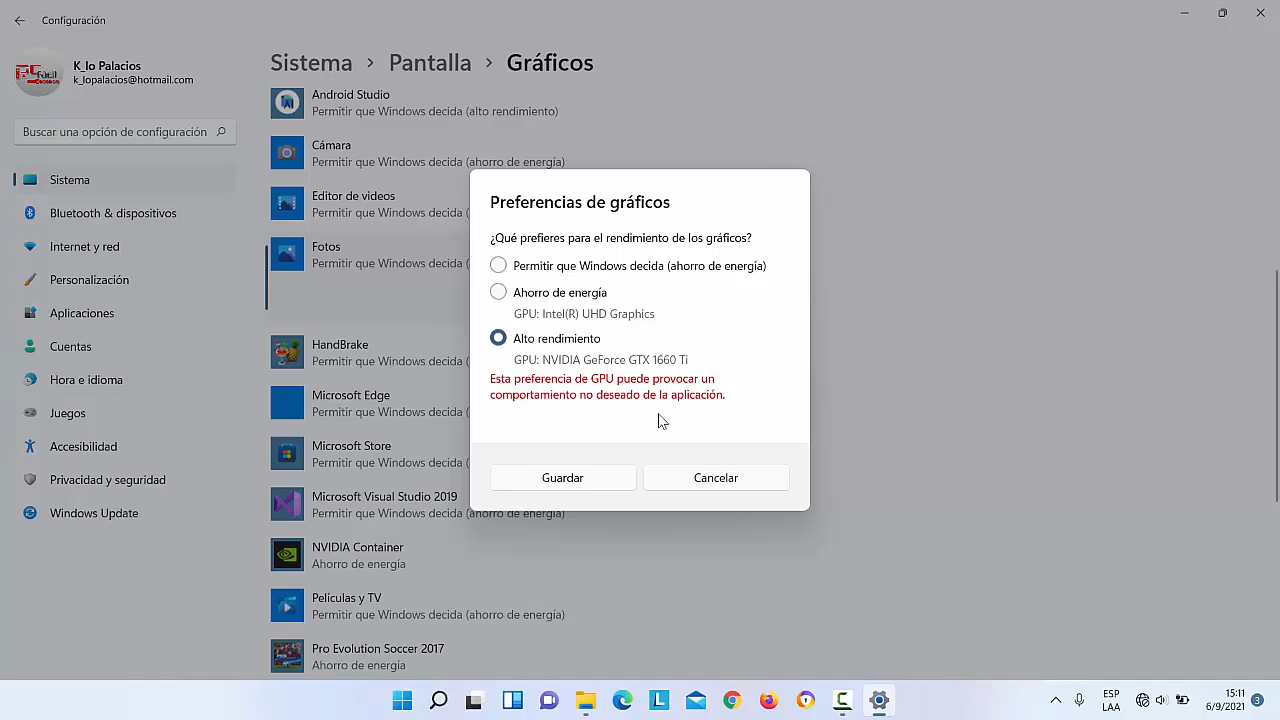 Configuración
K_lo Palacios
k_lopalacios@hotmail.com
Buscar una opción de configuración
Sistema
Bluetooth & dispositivos
Internet y red
Personalización
Aplicaciones
Cuentas
Hora e idioma
Juegos
Accesibilidad
Privacidad y seguridad
Windows Update
Sistema > Pantalla > Gráficos
Android Studio
Permitir que Windows decida (alto rendimiento)
Cámara
Permitir que Windows decida (ahorro de energía)
Editor de videos
Permitir que Windows decida
Fotos
Permitir que Windows decida
HandBrake
Permitir que Windows decida
Microsoft Edge
Permitir que Windows decida
Microsoft Store
Permitir que Windows decida
Microsoft Visual Studio 2019
Permitir que Windows decida (ahorro de energía)
NVIDIA Container
Ahorro de energía
Películas y TV
Permitir que Windows decida (ahorro de energía)
Pro Evolution Soccer 2017
Ahorro de energía
Preferencias de gráficos
¿Qué prefieres para el rendimiento de los gráficos?
Permitir que Windows decida (ahorro de energía)
Ahorro de energía
GPU: Intel(R) UHD Graphics
Alto rendimiento
GPU: NVIDIA GeForce GTX 1660 Ti
Esta preferencia de GPU puede provocar un
comportamiento no deseado de la aplicación.
Guardar
Cancelar
ESP
LAA
15:11
6/9/2021
3